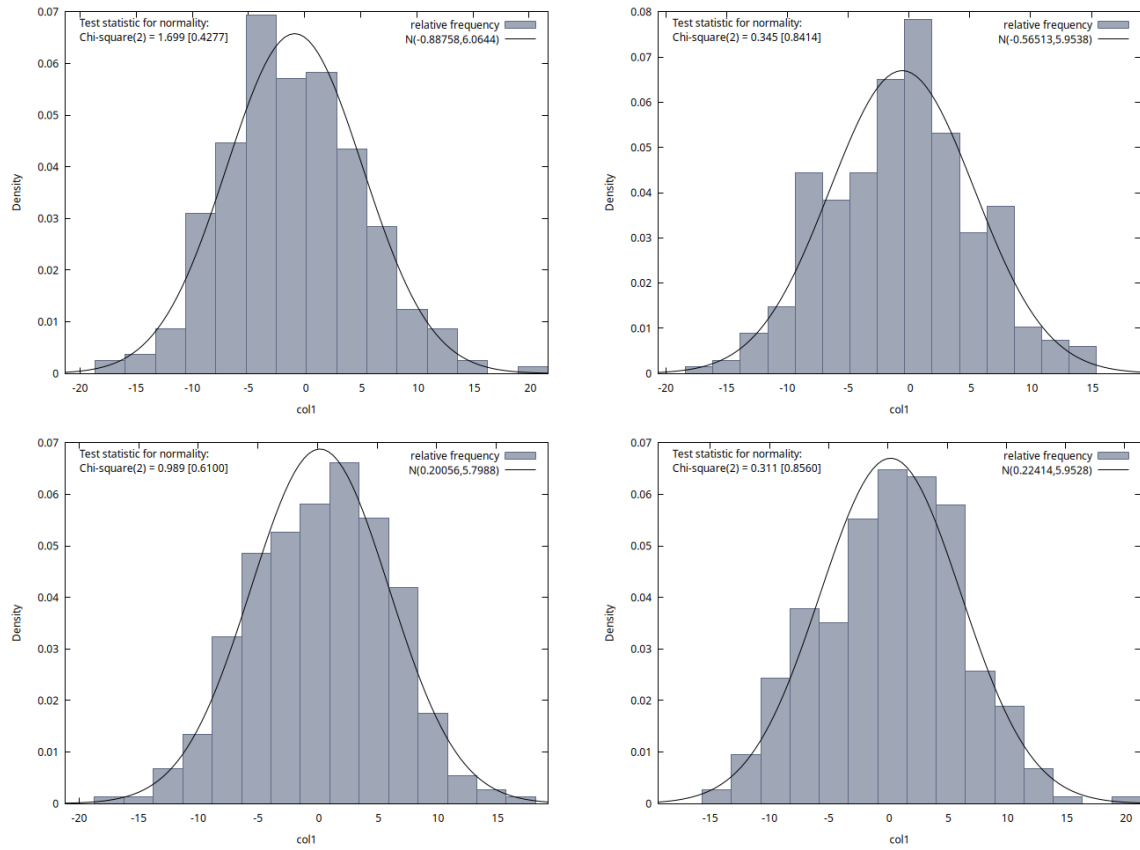 Test statistic for normality:
Chi-square(2) = 1.699 [0.4277]
relative frequency
N(-0.88758,6.0644)
0.07
0.06
0.05
0.04
0.03
0.02
0.01
0
Density
-20 -15 -10 -5 0 5 10 15 20
col1
Test statistic for normality:
Chi-square(2) = 0.345 [0.8414]
relative frequency
N(-0.56513,5.9538)
0.08
0.07
0.06
0.05
0.04
0.03
0.02
0.01
0
Density
-20 -15 -10 -5 0 5 10 15
col1
Test statistic for normality:
Chi-square(2) = 0.989 [0.6100]
relative frequency
N(0.20056,5.7988)
0.07
0.06
0.05
0.04
0.03
0.02
0.01
0
Density
-20 -15 -10 -5 0 5 10 15
col1
Test statistic for normality:
Chi-square(2) = 0.311 [0.8560]
relative frequency
N(0.22414,5.9528)
0.07
0.06
0.05
0.04
0.03
0.02
0.01
0
Density
-15 -10 -5 0 5 10 15 20
col1